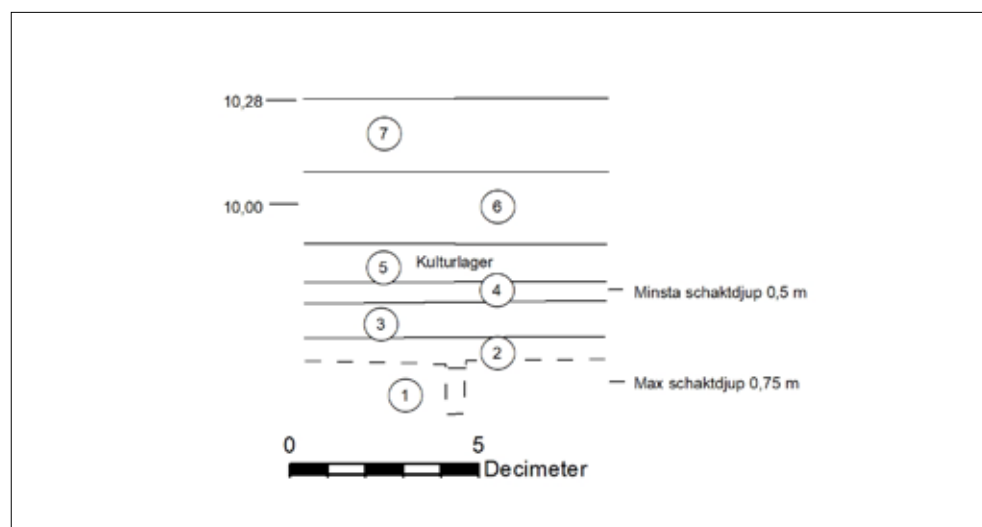 10,28
7
10,00
6
5 Kulturlager
4 Minsta schaktdjup 0,5 m
3
2
Max schaktdjup 0,75 m
1
0 5
Decimeter